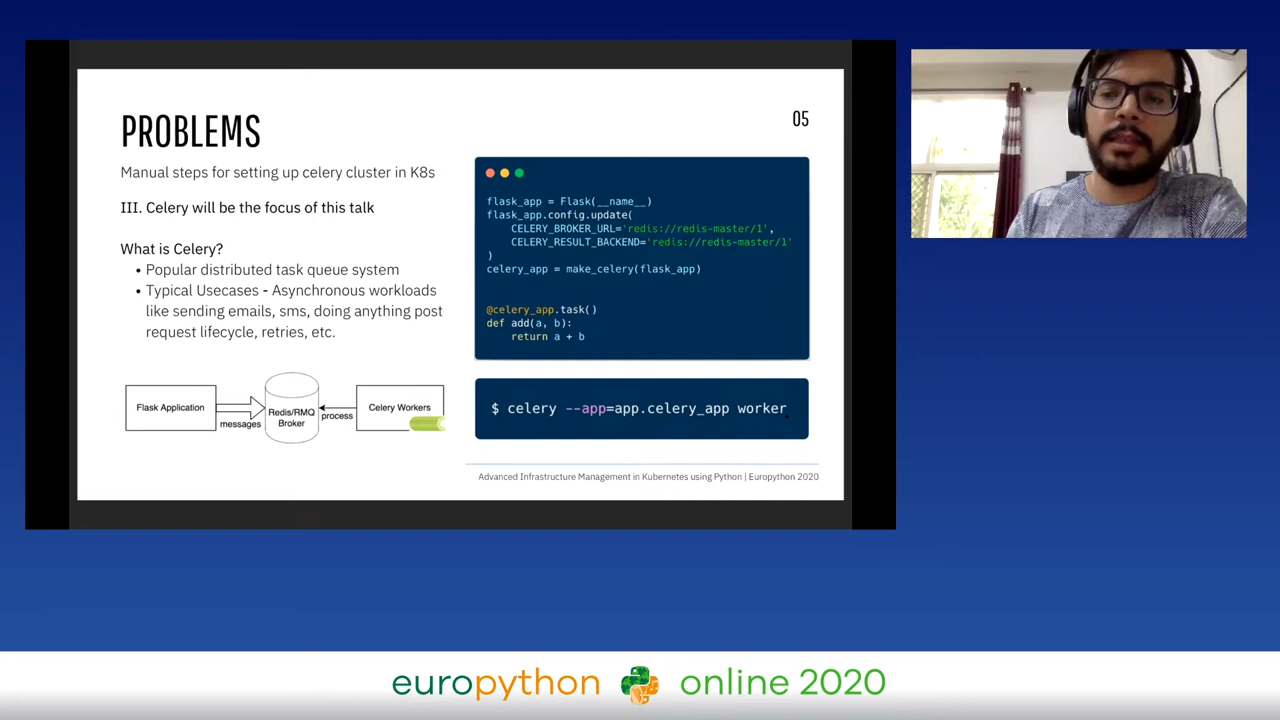 PROBLEMS
05
Manual steps for setting up celery cluster in K8s
III. Celery will be the focus of this talk
What is Celery?
• Popular distributed task queue system
• Typical Usecases - Asynchronous workloads
like sending emails, sms, doing anything post
request lifecycle, retries, etc.
Flask Application
messages
Redis/RMQ
Broker
process
Celery Workers
flask_app = Flask(__name__)
flask_app.config.update(
    CELERY_BROKER_URL='redis://redis-master/1',
    CELERY_RESULT_BACKEND='redis://redis-master/1'
)
celery_app = make_celery(flask_app)
@celery_app.task()
def add(a, b):
    return a + b
$ celery --app=app.celery_app worker
Advanced Infrastructure Management in Kubernetes using Python | Europython 2020
europython online 2020